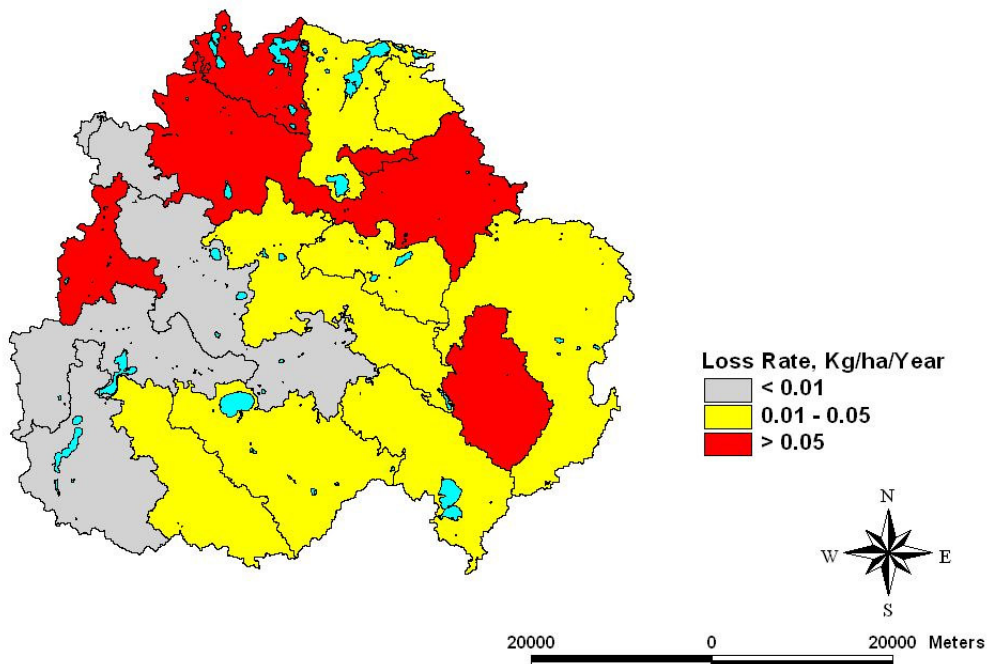 Loss Rate, Kg/ha/Year
< 0.01
0.01 - 0.05
> 0.05
N
W E
S
20000 0 20000 Meters